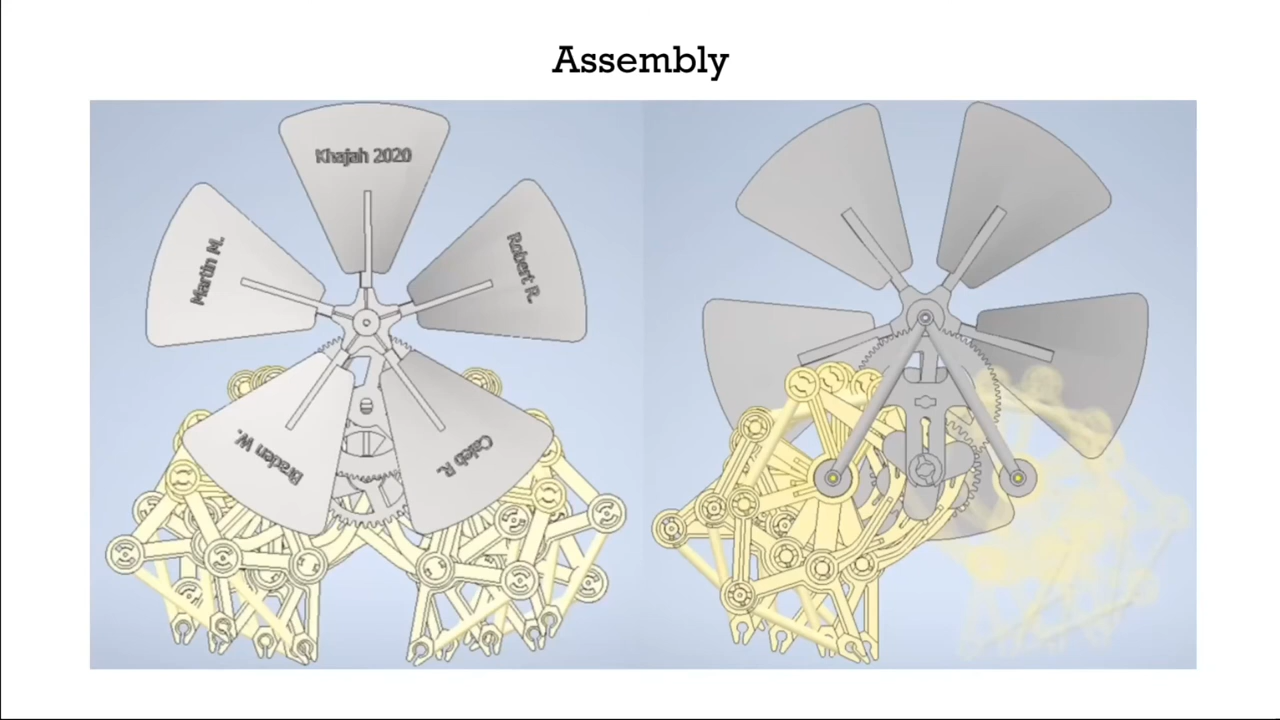 Assembly
Khajah 2020
Martin M.
Robert R.
Braden W.
Caleb R.